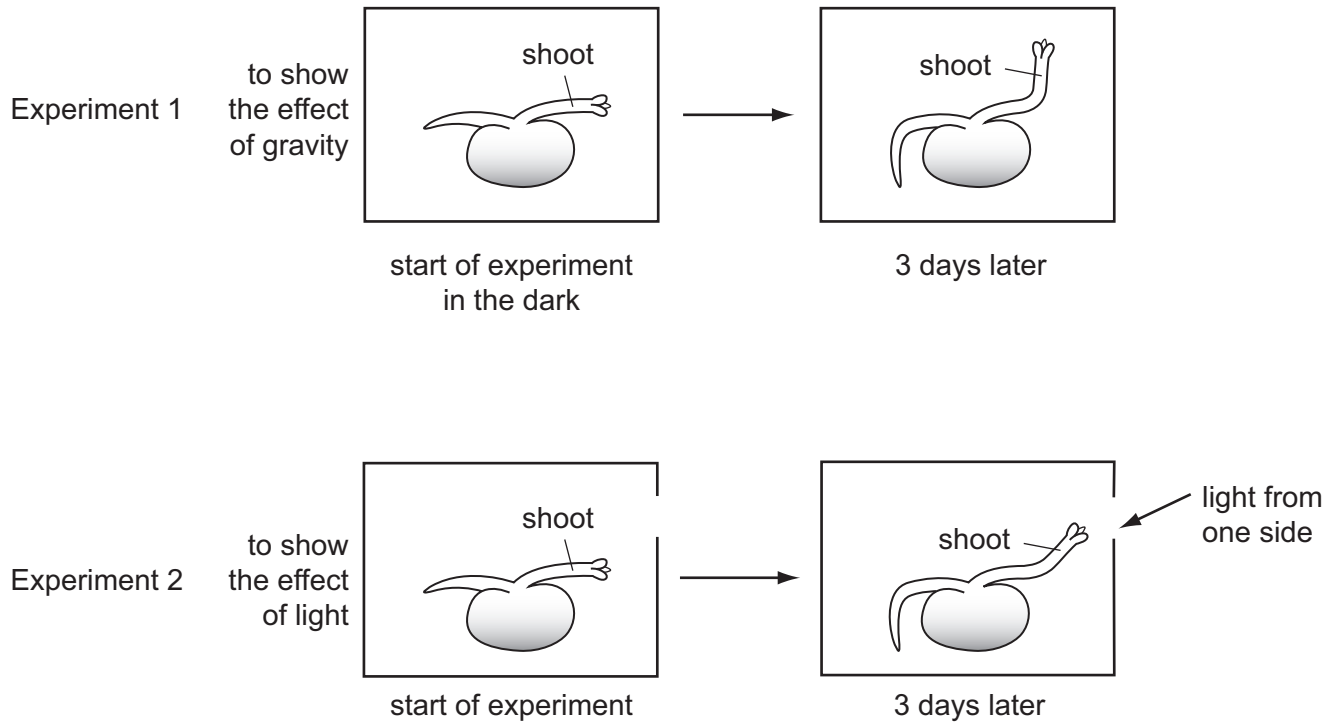 Experiment 1
to show
the effect
of gravity
shoot
shoot
start of experiment
in the dark
3 days later
Experiment 2
to show
the effect
of light
shoot
shoot
light from
one side
start of experiment
3 days later